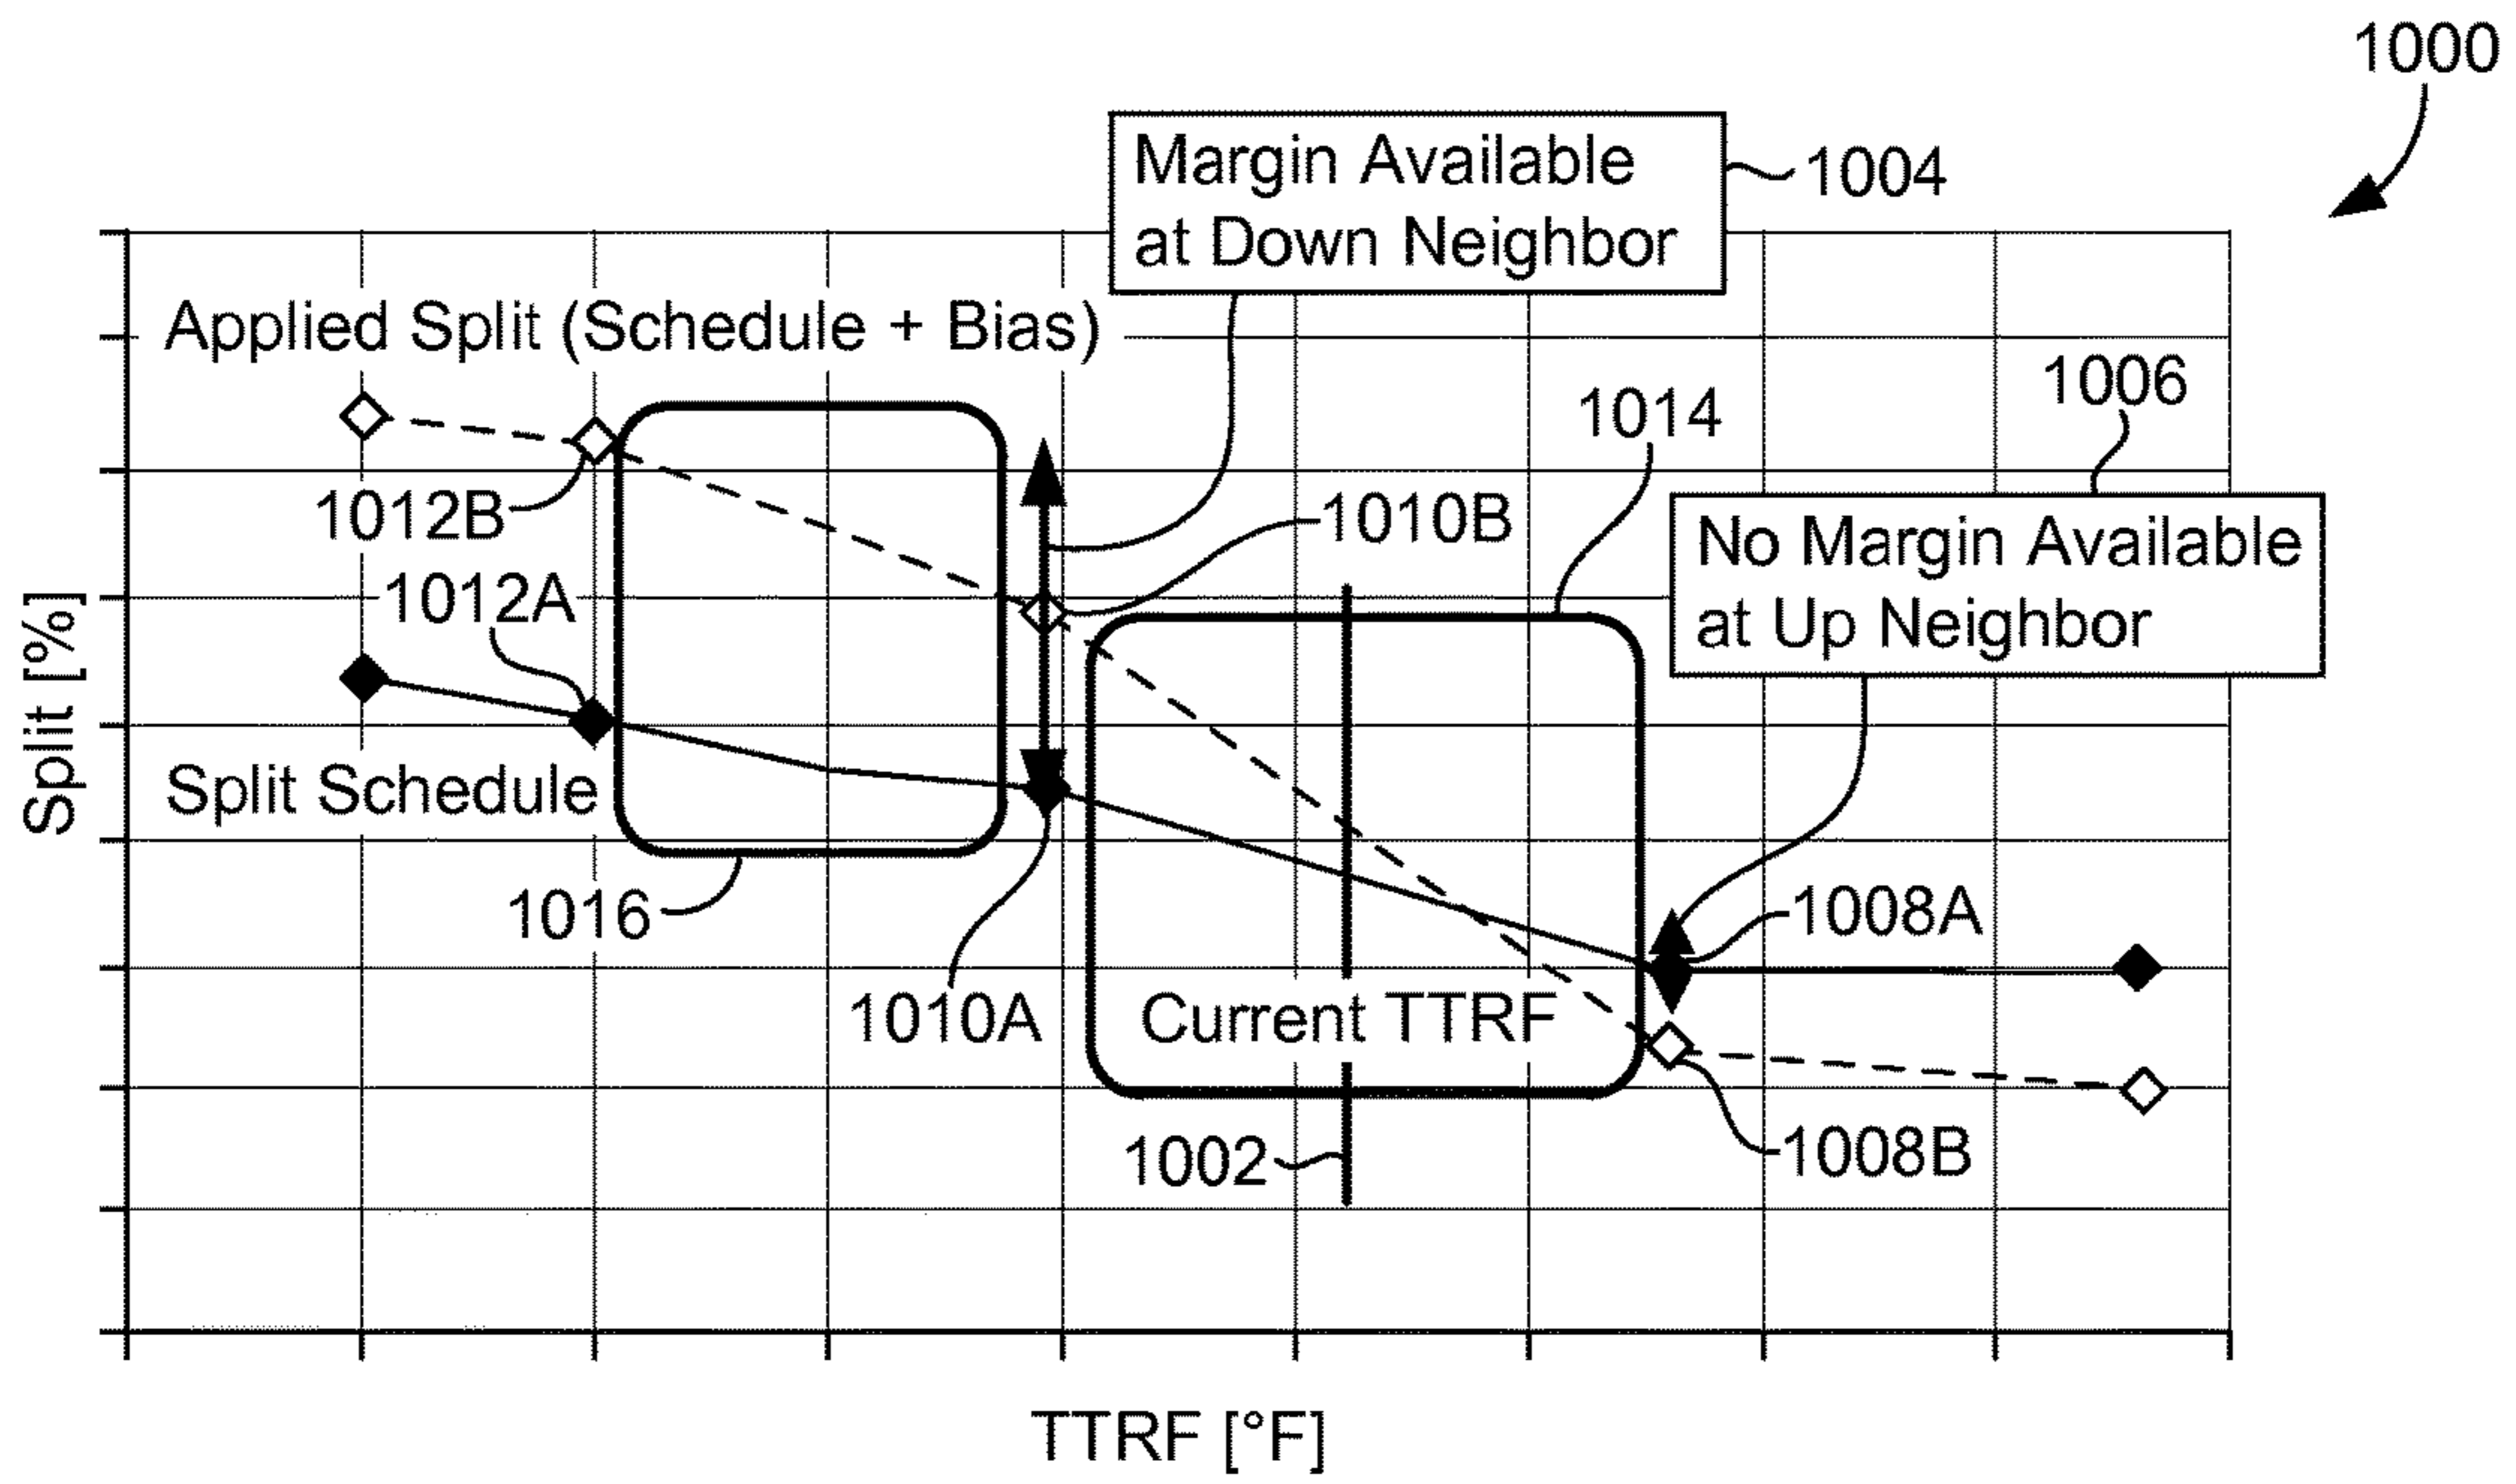 1000
Margin Available
at Down Neighbor
1004
Applied Split (Schedule + Bias)
1006
1014
1012B
1010B
No Margin Available
at Up Neighbor
1012A
Split [%]
Split Schedule
1016
1008A
1010A
Current TTRF
1002
1008B
TTRF [°F]